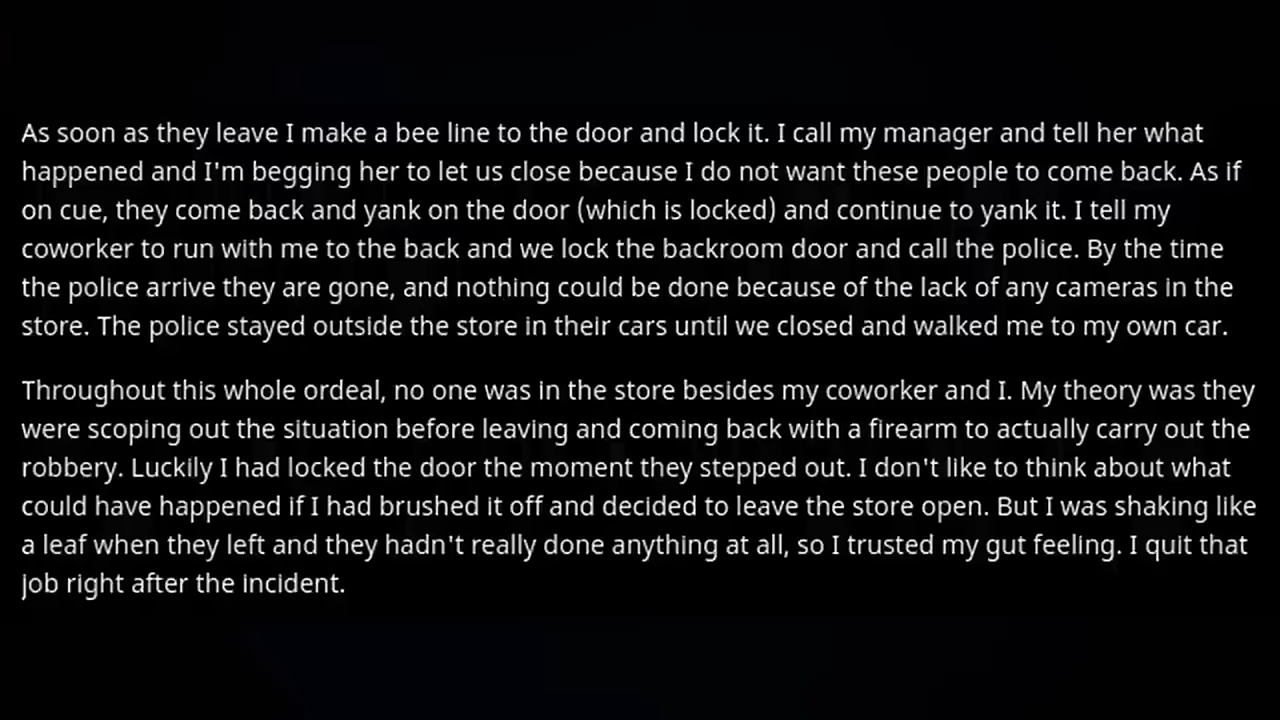 As soon as they leave I make a bee line to the door and lock it. I call my manager and tell her what
happened and I'm begging her to let us close because I do not want these people to come back. As if
on cue, they come back and yank on the door (which is locked) and continue to yank it. I tell my
coworker to run with me to the back and we lock the backroom door and call the police. By the time
the police arrive they are gone, and nothing could be done because of the lack of any cameras in the
store. The police stayed outside the store in their cars until we closed and walked me to my own car.
Throughout this whole ordeal, no one was in the store besides my coworker and I. My theory was they
were scoping out the situation before leaving and coming back with a firearm to actually carry out the
robbery. Luckily I had locked the door the moment they stepped out. I don't like to think about what
could have happened if I had brushed it off and decided to leave the store open. But I was shaking like
a leaf when they left and they hadn't really done anything at all, so I trusted my gut feeling. I quit that
job right after the incident.